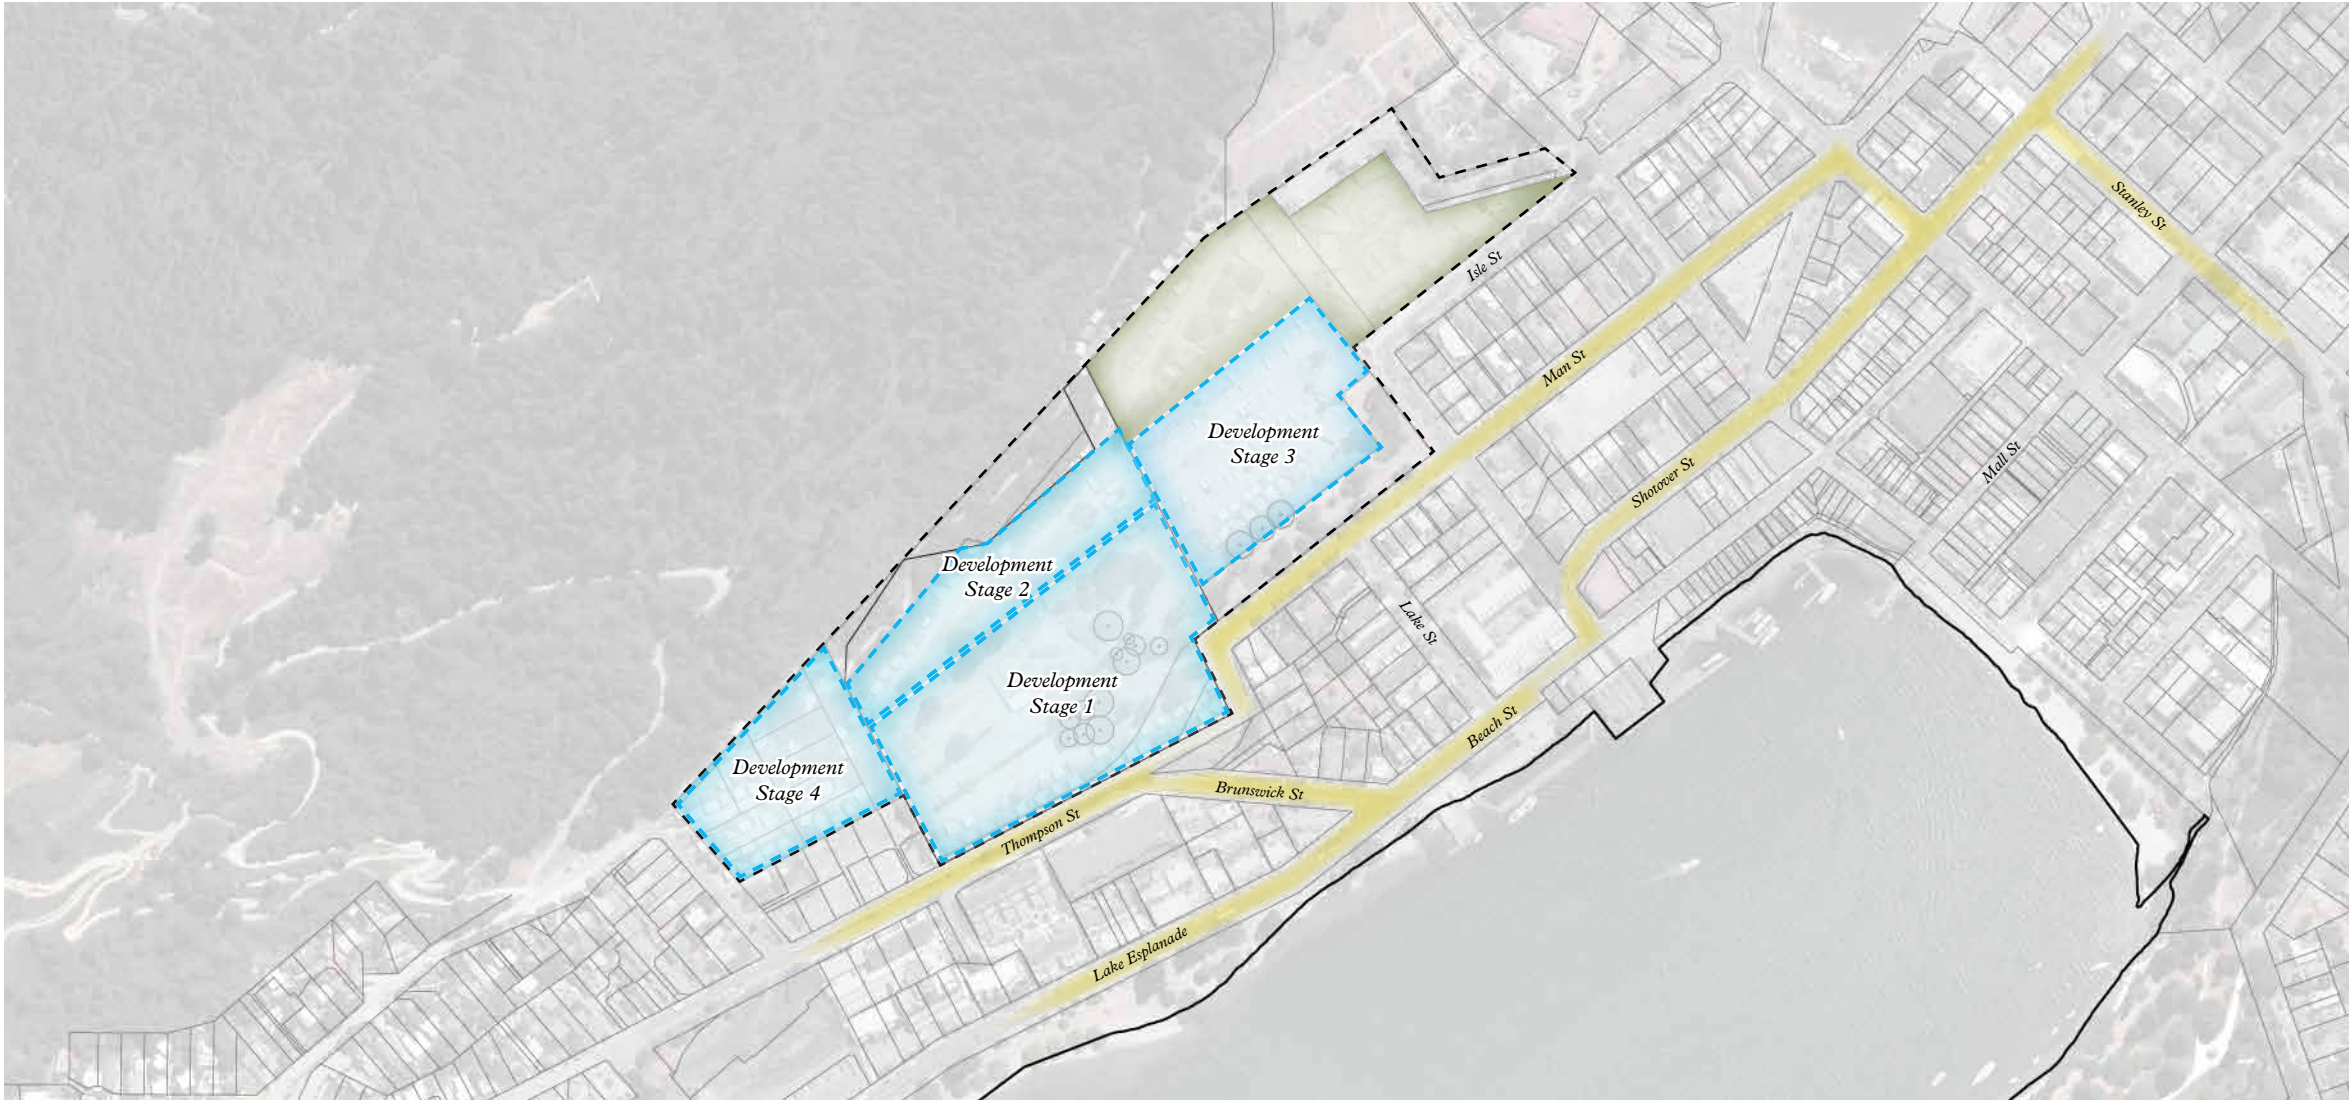 Stanley St
Isle St
Man St
Development
Stage 3
Mall St
Shotover St
Development
Stage 2
Lake St
Development
Stage 1
Beach St
Development
Stage 4
Brunswick St
Thompson St
Lake Esplanade